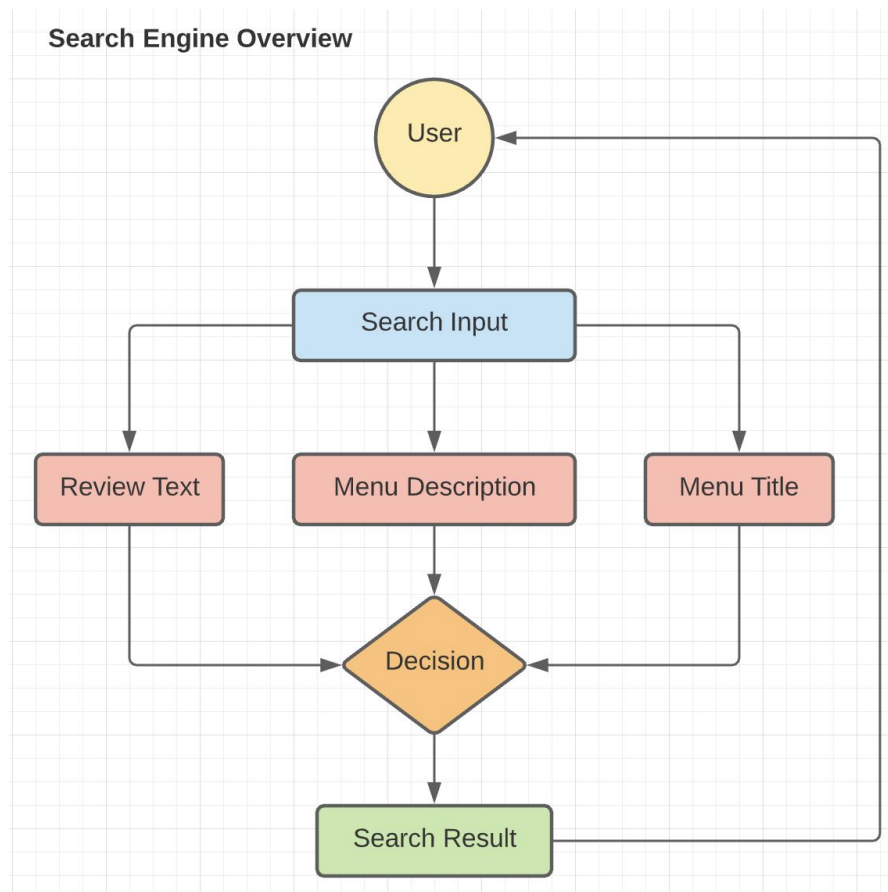 Search Engine Overview
User
Search Input
Review Text
Menu Description
Menu Title
Decision
Search Result